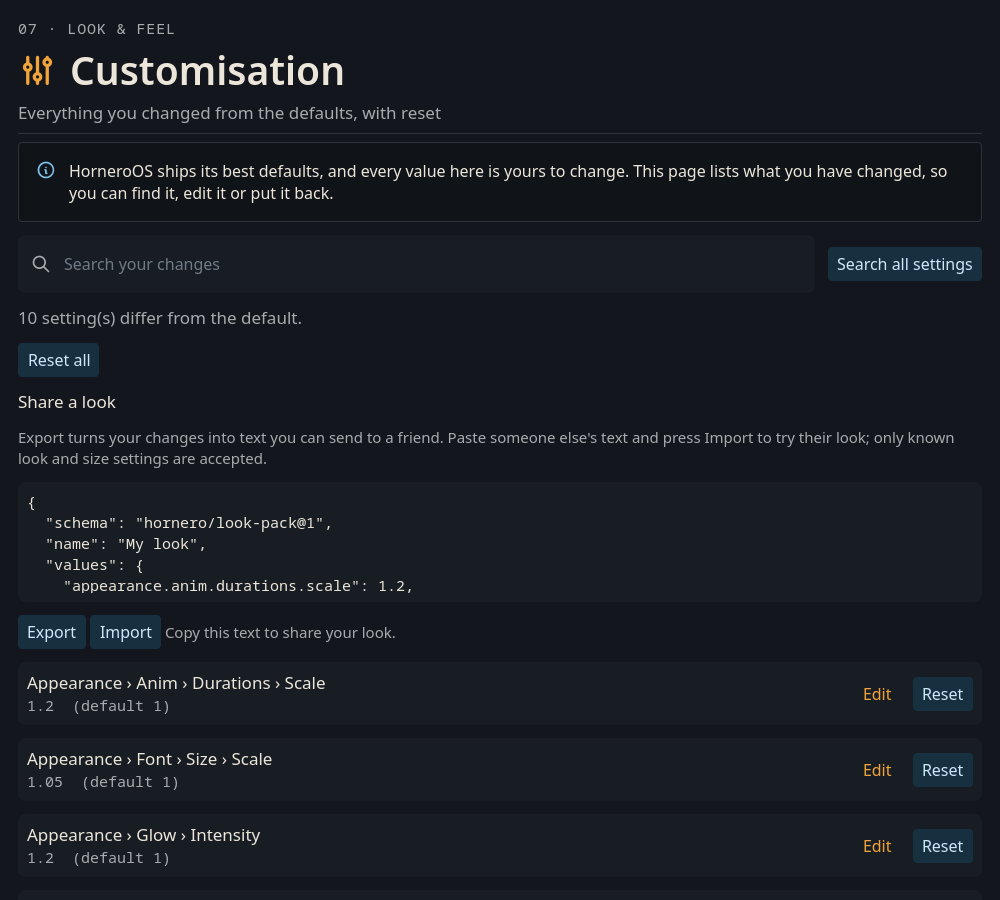 07 · LOOK & FEEL
Customisation
Everything you changed from the defaults, with reset
HorneroOS ships its best defaults, and every value here is yours to change. This page lists what you have changed, so
you can find it, edit it or put it back.
Search your changes
Search all settings
10 setting(s) differ from the default.
Reset all
Share a look
Export turns your changes into text you can send to a friend. Paste someone else's text and press Import to try their look; only known
look and size settings are accepted.
{
  "schema": "hornero/look-pack@1",
  "name": "My look",
  "values": {
    "appearance.anim.durations.scale": 1.2,
Export Import Copy this text to share your look.
Appearance › Anim › Durations › Scale
1.2  (default 1)
Edit Reset
Appearance › Font › Size › Scale
1.05  (default 1)
Edit Reset
Appearance › Glow › Intensity
1.2  (default 1)
Edit Reset